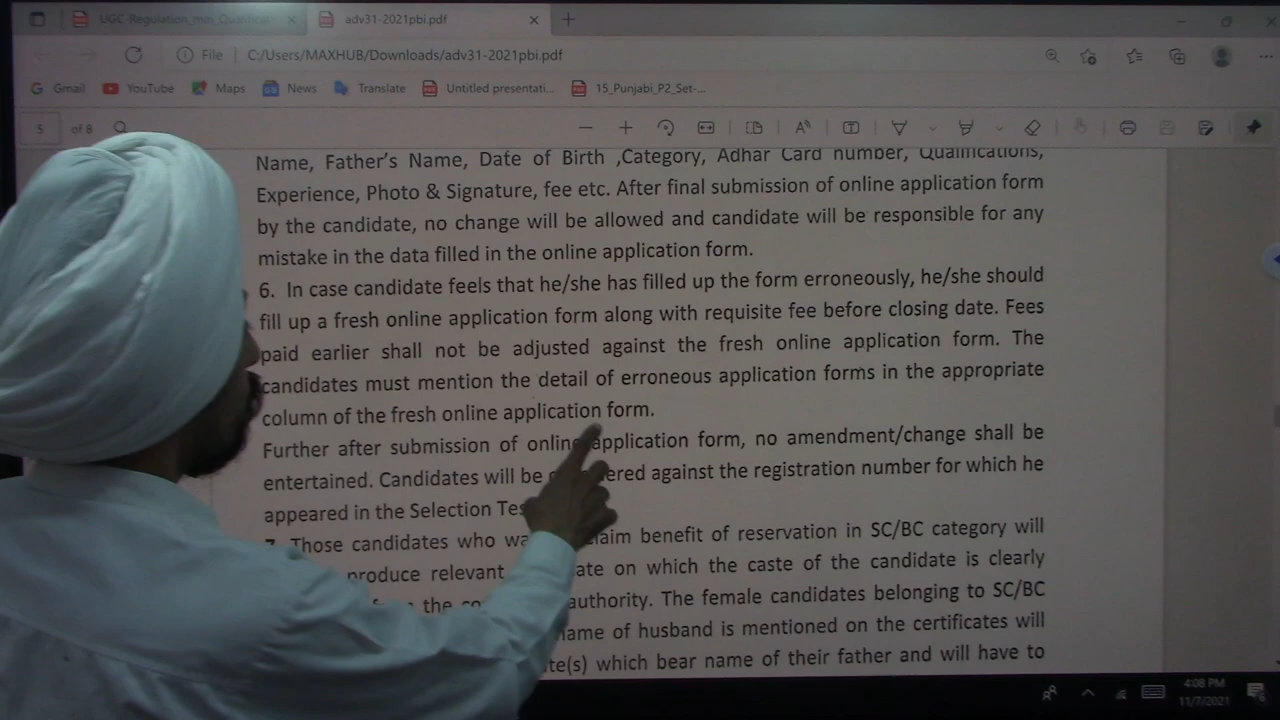 UGC-Regulation_min_Qualificat
adv31-2021pbi.pdf
File C:/Users/MAXHUB/Downloads/adv31-2021pbi.pdf
Gmail YouTube Maps News Translate Untitled presentati... 15_Punjabi_P2_Set-...
5 of 8
Name, Father's Name, Date of Birth ,Category, Adhar Card number, Qualifications,
Experience, Photo & Signature, fee etc. After final submission of online application form
by the candidate, no change will be allowed and candidate will be responsible for any
mistake in the data filled in the online application form.
6. In case candidate feels that he/she has filled up the form erroneously, he/she should
fill up a fresh online application form along with requisite fee before closing date. Fees
paid earlier shall not be adjusted against the fresh online application form. The
candidates must mention the detail of erroneous application forms in the appropriate
column of the fresh online application form.
Further after submission of online application form, no amendment/change shall be
entertained. Candidates will be against the registration number for which he
appeared in the Selection
Those candidates who benefit of reservation in SC/BC category will
produce relevant on which the caste of the candidate is clearly
the authority. The female candidates belonging to SC/BC
name of husband is mentioned on the certificates will
which bear name of their father and will have to
4:08 PM
11/7/2021